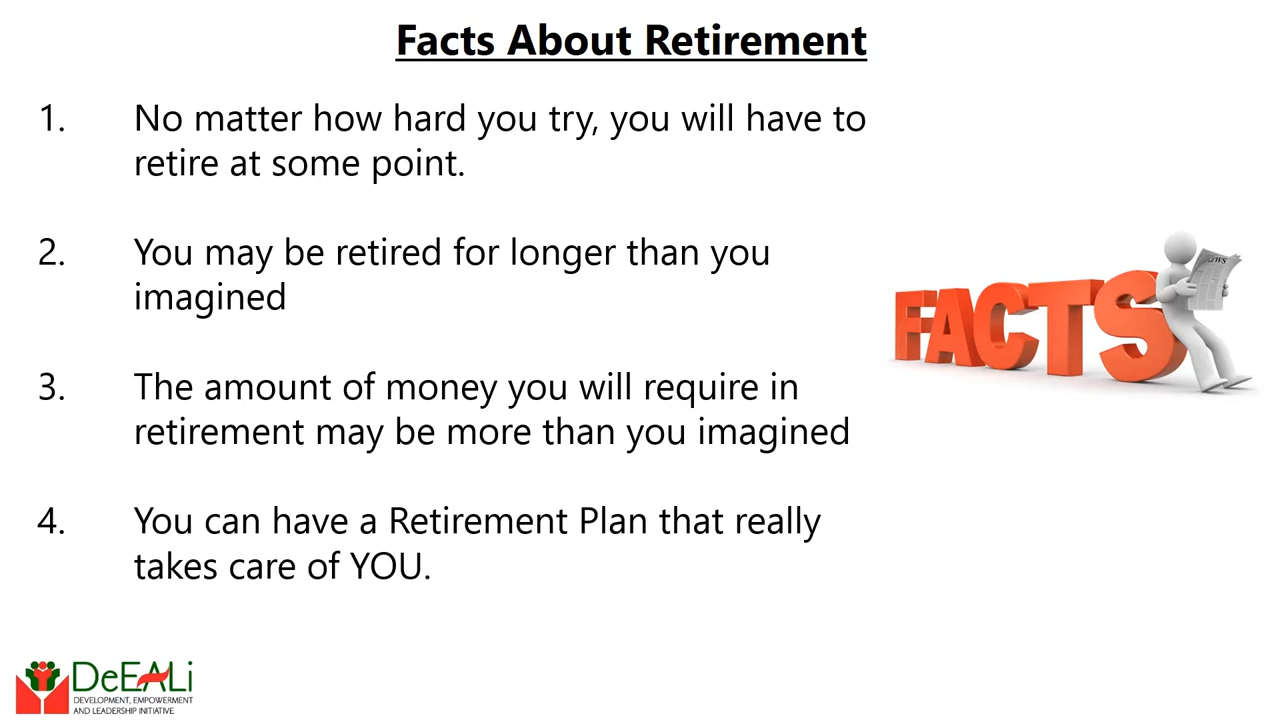 Facts About Retirement
1. No matter how hard you try, you will have to
retire at some point.
2. You may be retired for longer than you
imagined
3. The amount of money you will require in
retirement may be more than you imagined
4. You can have a Retirement Plan that really
takes care of YOU.
FACTS
NEWS
DeEALi
DEVELOPMENT, EMPOWERMENT
AND LEADERSHIP INITIATIVE